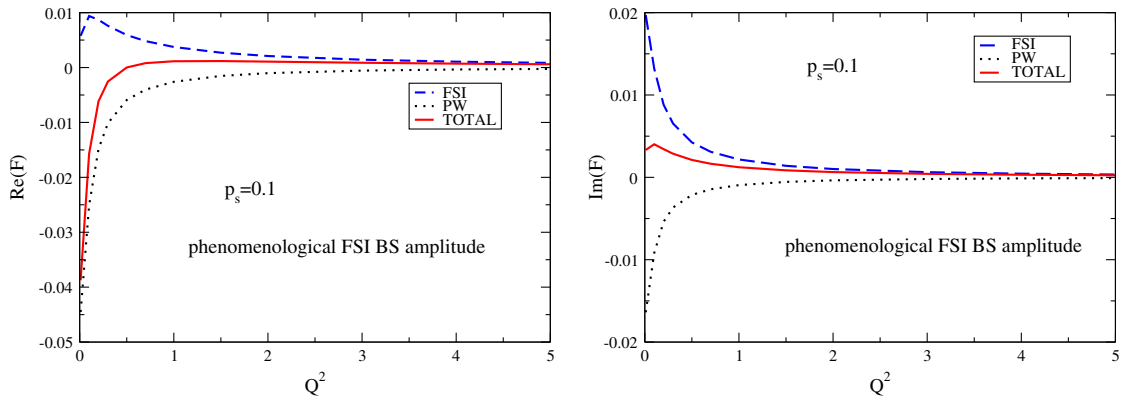 0.01
0
-0.01
-0.02
-0.03
-0.04
-0.05
Re(F)
FSI
PW
TOTAL
p_s=0.1
phenomenological FSI BS amplitude
0 1 2 3 4 5
Q^2
0.02
0.01
0
-0.01
-0.02
Im(F)
p_s=0.1
FSI
PW
TOTAL
phenomenological FSI BS amplitude
0 1 2 3 4 5
Q^2